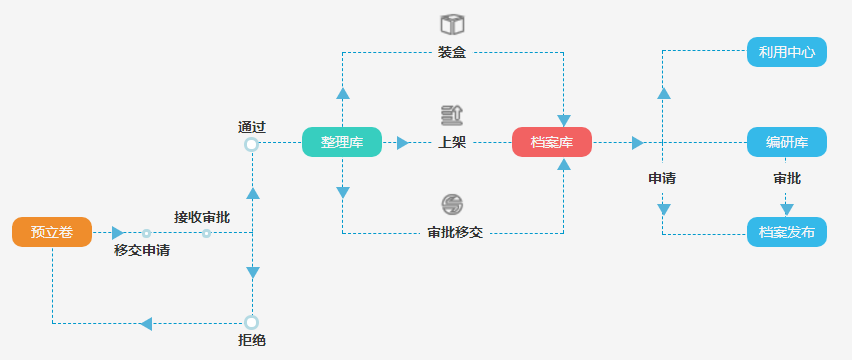 装盒
利用中心
通过
整理库
上架
档案库
编研库
申请
审批
接收审批
预立卷
移交申请
审批移交
档案发布
拒绝